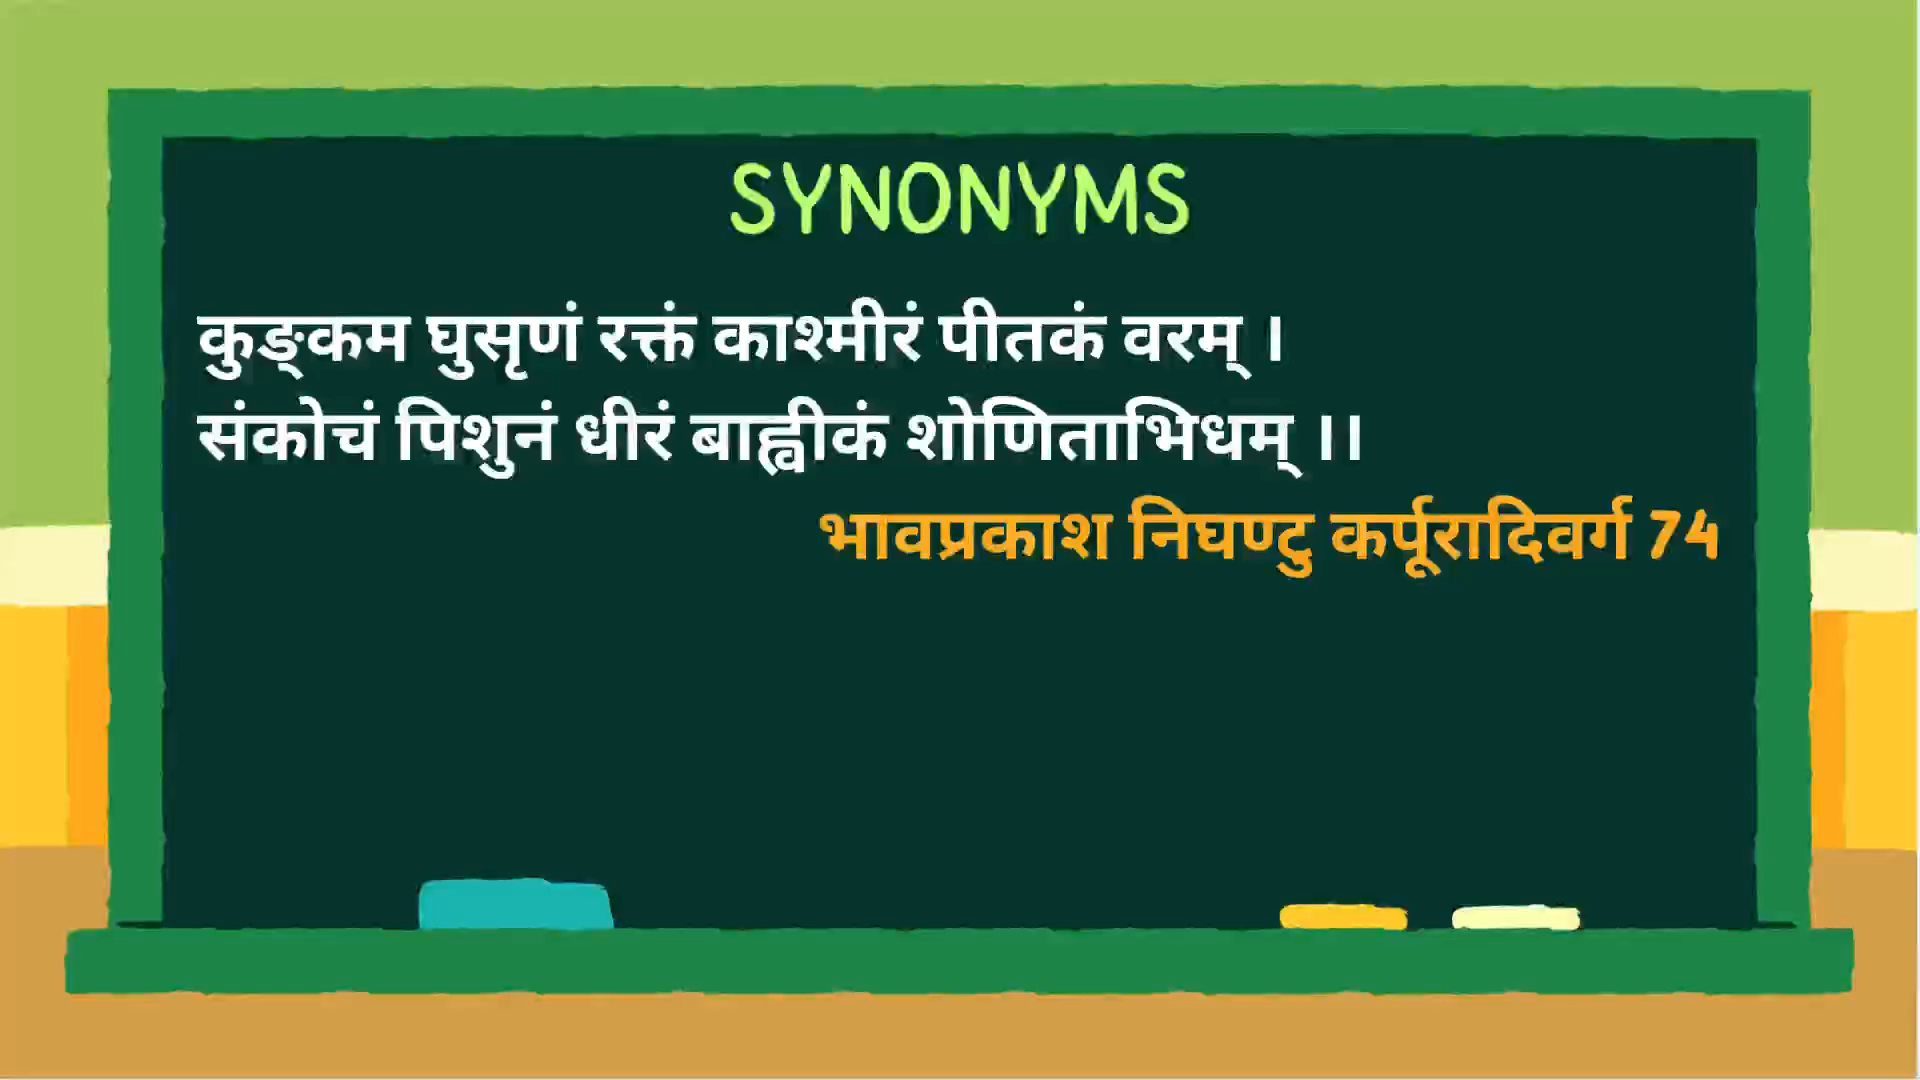 SYNONYMS
कुङ्कम घुसृणं रक्तं काश्मीरं पीतकं वरम् ।
संकोचं पिशुनं धीरं बाह्लीकं शोणिताभिधम् ।।
भावप्रकाश निघण्टु कर्पूरादिवर्ग 74